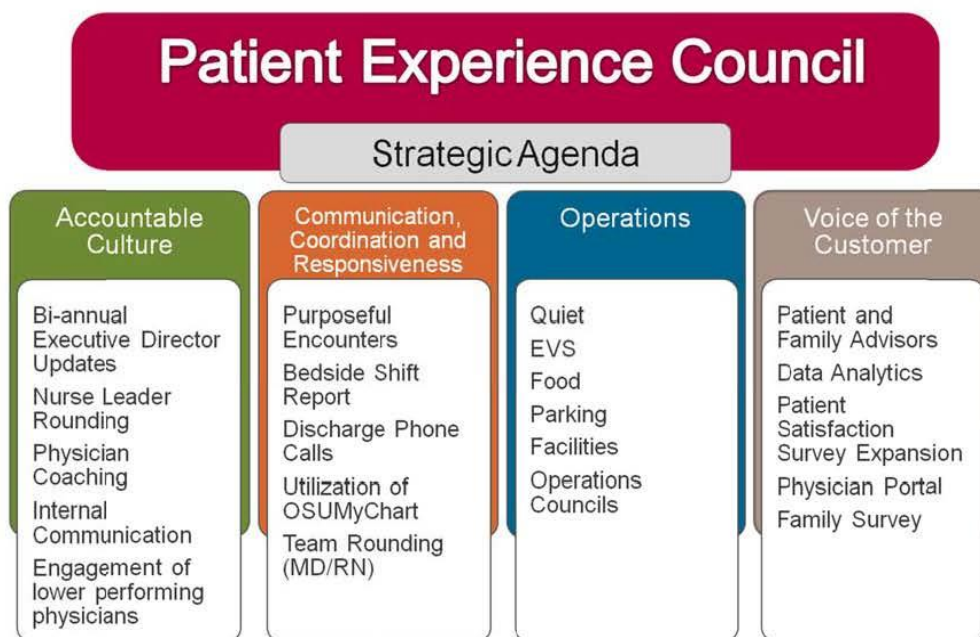 Patient Experience Council
Strategic Agenda
Accountable
Culture
Bi-annual
Executive Director
Updates
Nurse Leader
Rounding
Physician
Coaching
Internal
Communication
Engagement of
lower performing
physicians
Communication,
Coordination and
Responsiveness
Purposeful
Encounters
Bedside Shift
Report
Discharge Phone
Calls
Utilization of
OSUMyChart
Team Rounding
(MD/RN)
Operations
Quiet
EVS
Food
Parking
Facilities
Operations
Councils
Voice of the
Customer
Patient and
Family Advisors
Data Analytics
Patient
Satisfaction
Survey Expansion
Physician Portal
Family Survey